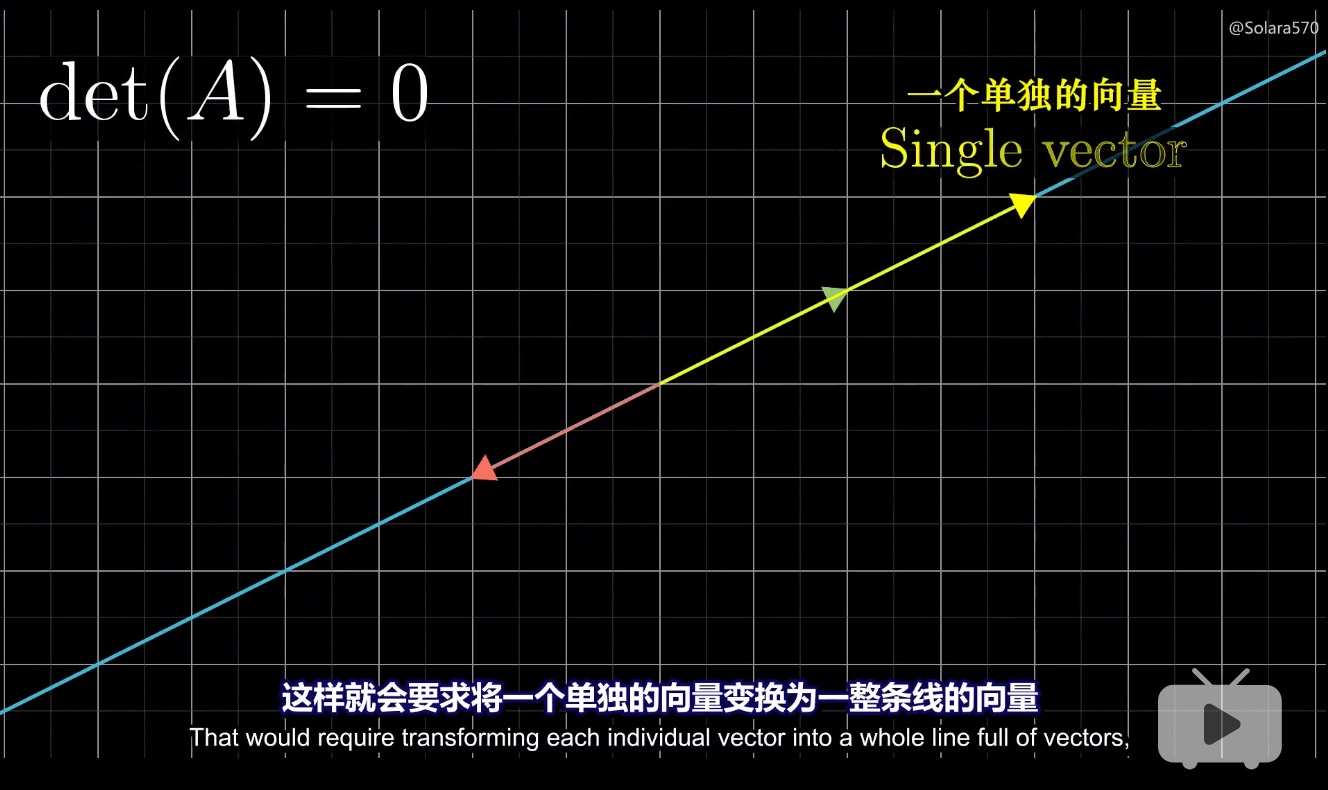 @Solara570
det(A) = 0
一个单独的向量
Single vector
这样就会要求将一个单独的向量变换为一整条线的向量
That would require transforming each individual vector into a whole line full of vectors,